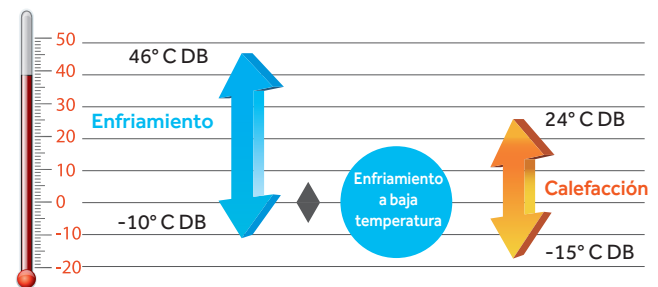 50
40
30
20
10
0
-10
-20
46° C DB
Enfriamiento
-10° C DB
Enfriamiento
a baja
temperatura
24° C DB
Calefacción
-15° C DB